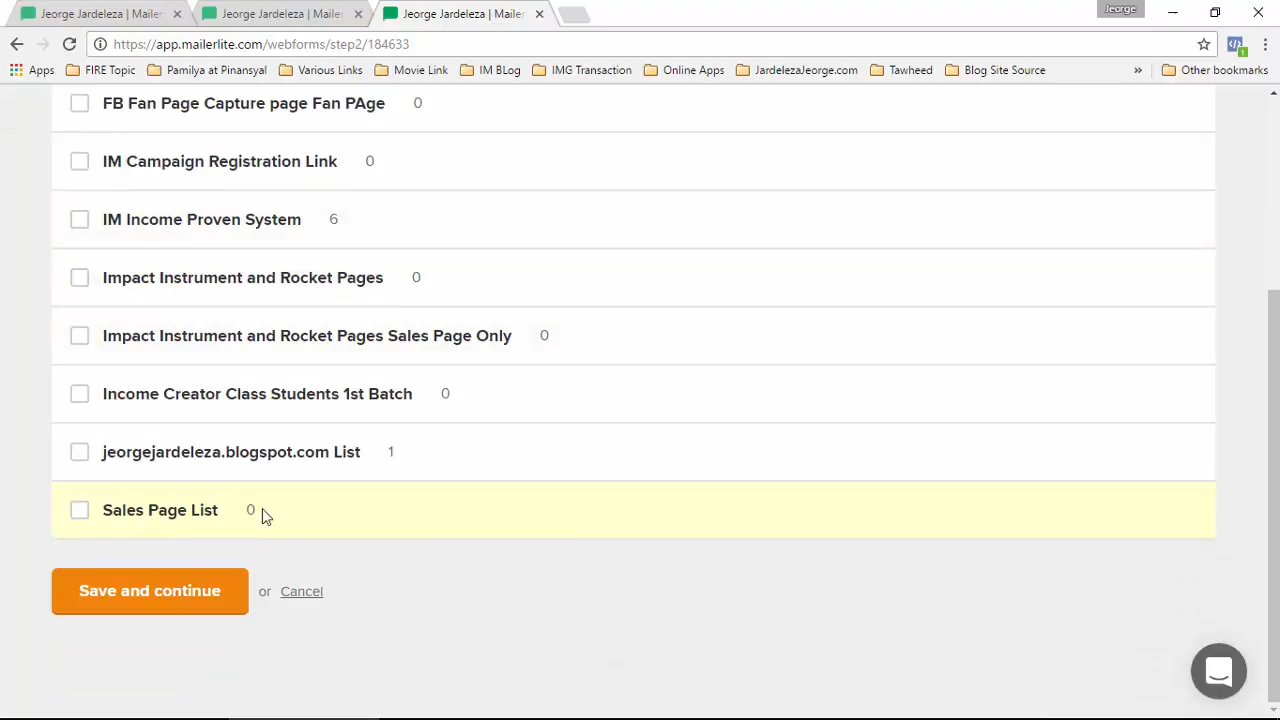 Jeorge Jardeleza | Mailer
Jeorge Jardeleza | Mailer
Jeorge Jardeleza | Mailer
Jeorge
https://app.mailerlite.com/webforms/step2/184633
1
Apps
FIRE Topic
Pamilya at Pinansyal
Various Links
Movie Link
IM BLog
IMG Transaction
Online Apps
JardelezaJeorge.com
Tawheed
Blog Site Source
»
Other bookmarks
FB Fan Page Capture page Fan PAge 0
IM Campaign Registration Link 0
IM Income Proven System 6
Impact Instrument and Rocket Pages 0
Impact Instrument and Rocket Pages Sales Page Only 0
Income Creator Class Students 1st Batch 0
jeorgejardeleza.blogspot.com List 1
Sales Page List 0
Save and continue or Cancel